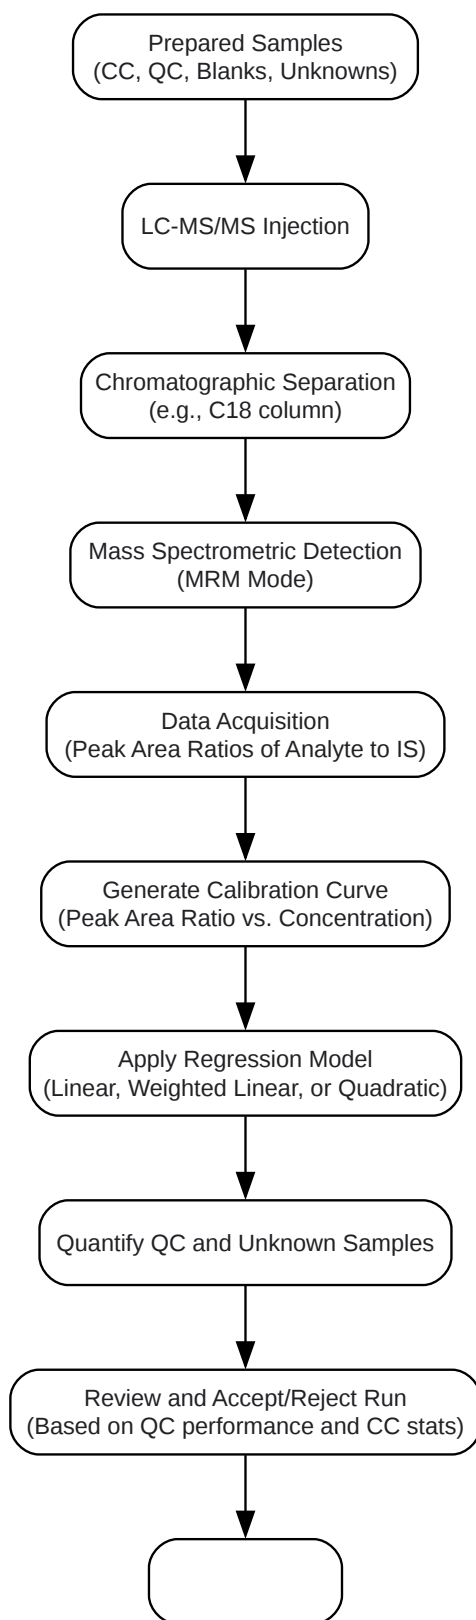 Prepared Samples
(CC, QC, Blanks, Unknowns)
LC-MS/MS Injection
Chromatographic Separation
(e.g., C18 column)
Mass Spectrometric Detection
(MRM Mode)
Data Acquisition
(Peak Area Ratios of Analyte to IS)
Generate Calibration Curve
(Peak Area Ratio vs. Concentration)
Apply Regression Model
(Linear, Weighted Linear, or Quadratic)
Quantify QC and Unknown Samples
Review and Accept/Reject Run
(Based on QC performance and CC stats)